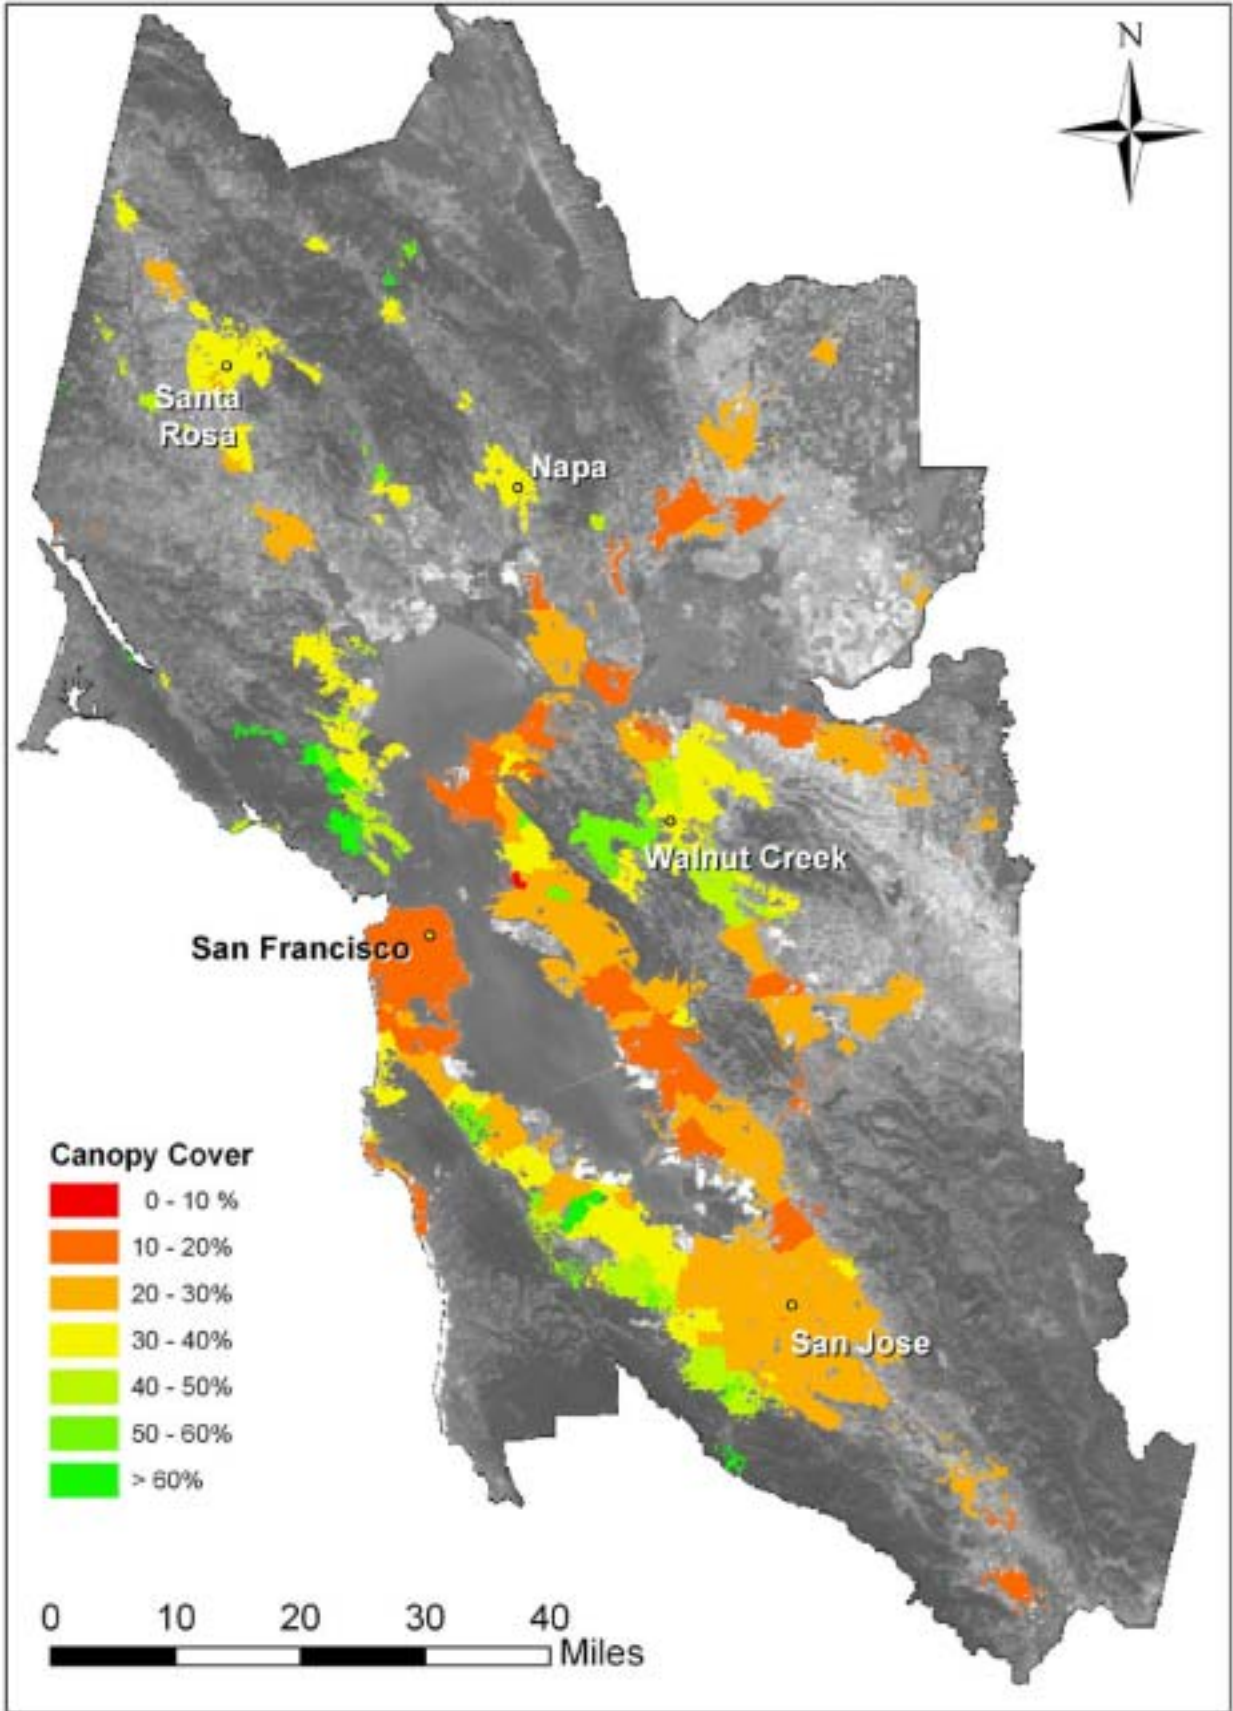 N
Santa
Rosa
Napa
Walnut Creek
San Francisco
Canopy Cover
0 - 10 %
10 - 20%
20 - 30%
30 - 40%
40 - 50%
50 - 60%
> 60%
San Jose
0 10 20 30 40
Miles